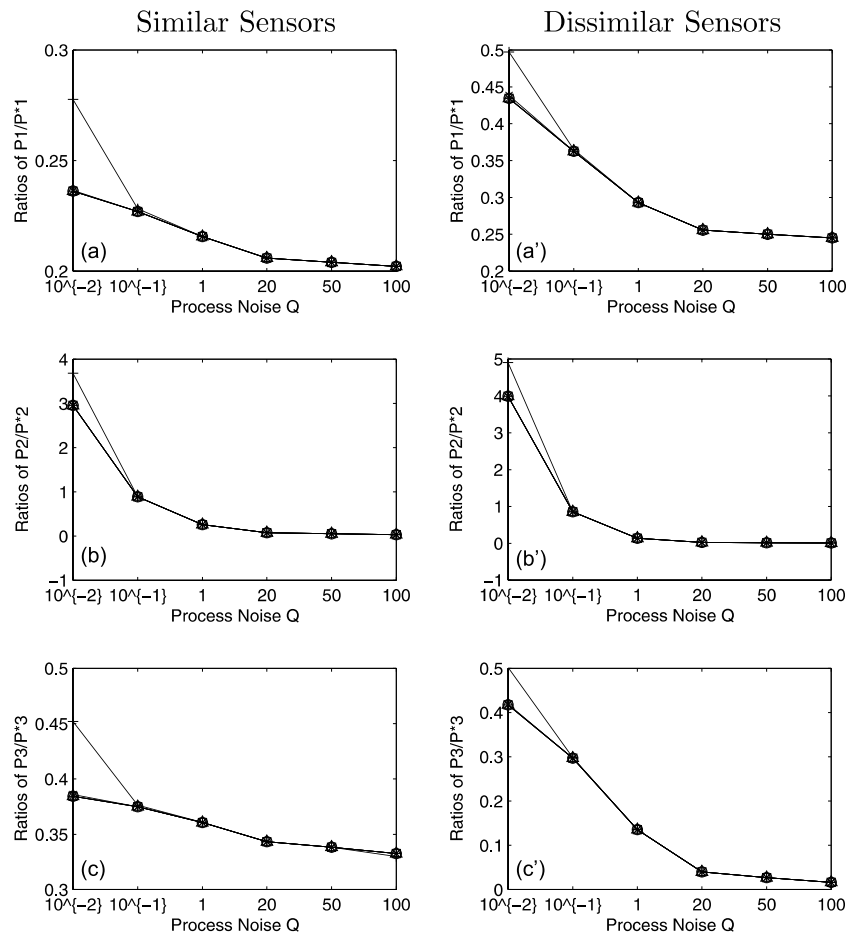 Similar Sensors
Dissimilar Sensors
0.3
0.25
0.2
Ratios of P1/P*1
(a)
10^{-2} 10^{-1} 1 20 50 100
Process Noise Q
0.5
0.45
0.4
0.35
0.3
0.25
0.2
Ratios of P1/P*1
(a')
10^{-2} 10^{-1} 1 20 50 100
Process Noise Q
4
3
2
1
0
−1
Ratios of P2/P*2
(b)
10^{-2} 10^{-1} 1 20 50 100
Process Noise Q
5
4
3
2
1
0
−1
Ratios of P2/P*2
(b')
10^{-2} 10^{-1} 1 20 50 100
Process Noise Q
0.5
0.45
0.4
0.35
0.3
Ratios of P3/P*3
(c)
10^{-2} 10^{-1} 1 20 50 100
Process Noise Q
0.5
0.4
0.3
0.2
0.1
0
Ratios of P3/P*3
(c')
10^{-2} 10^{-1} 1 20 50 100
Process Noise Q